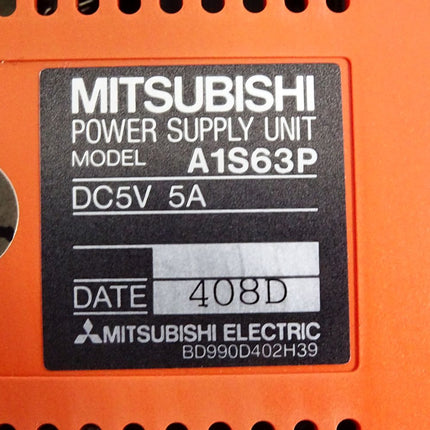 MITSUBISHI
POWER SUPPLY UNIT
MODEL A1S63P
DC5V 5A
DATE 408D
MITSUBISHI ELECTRIC
BD990D402H39